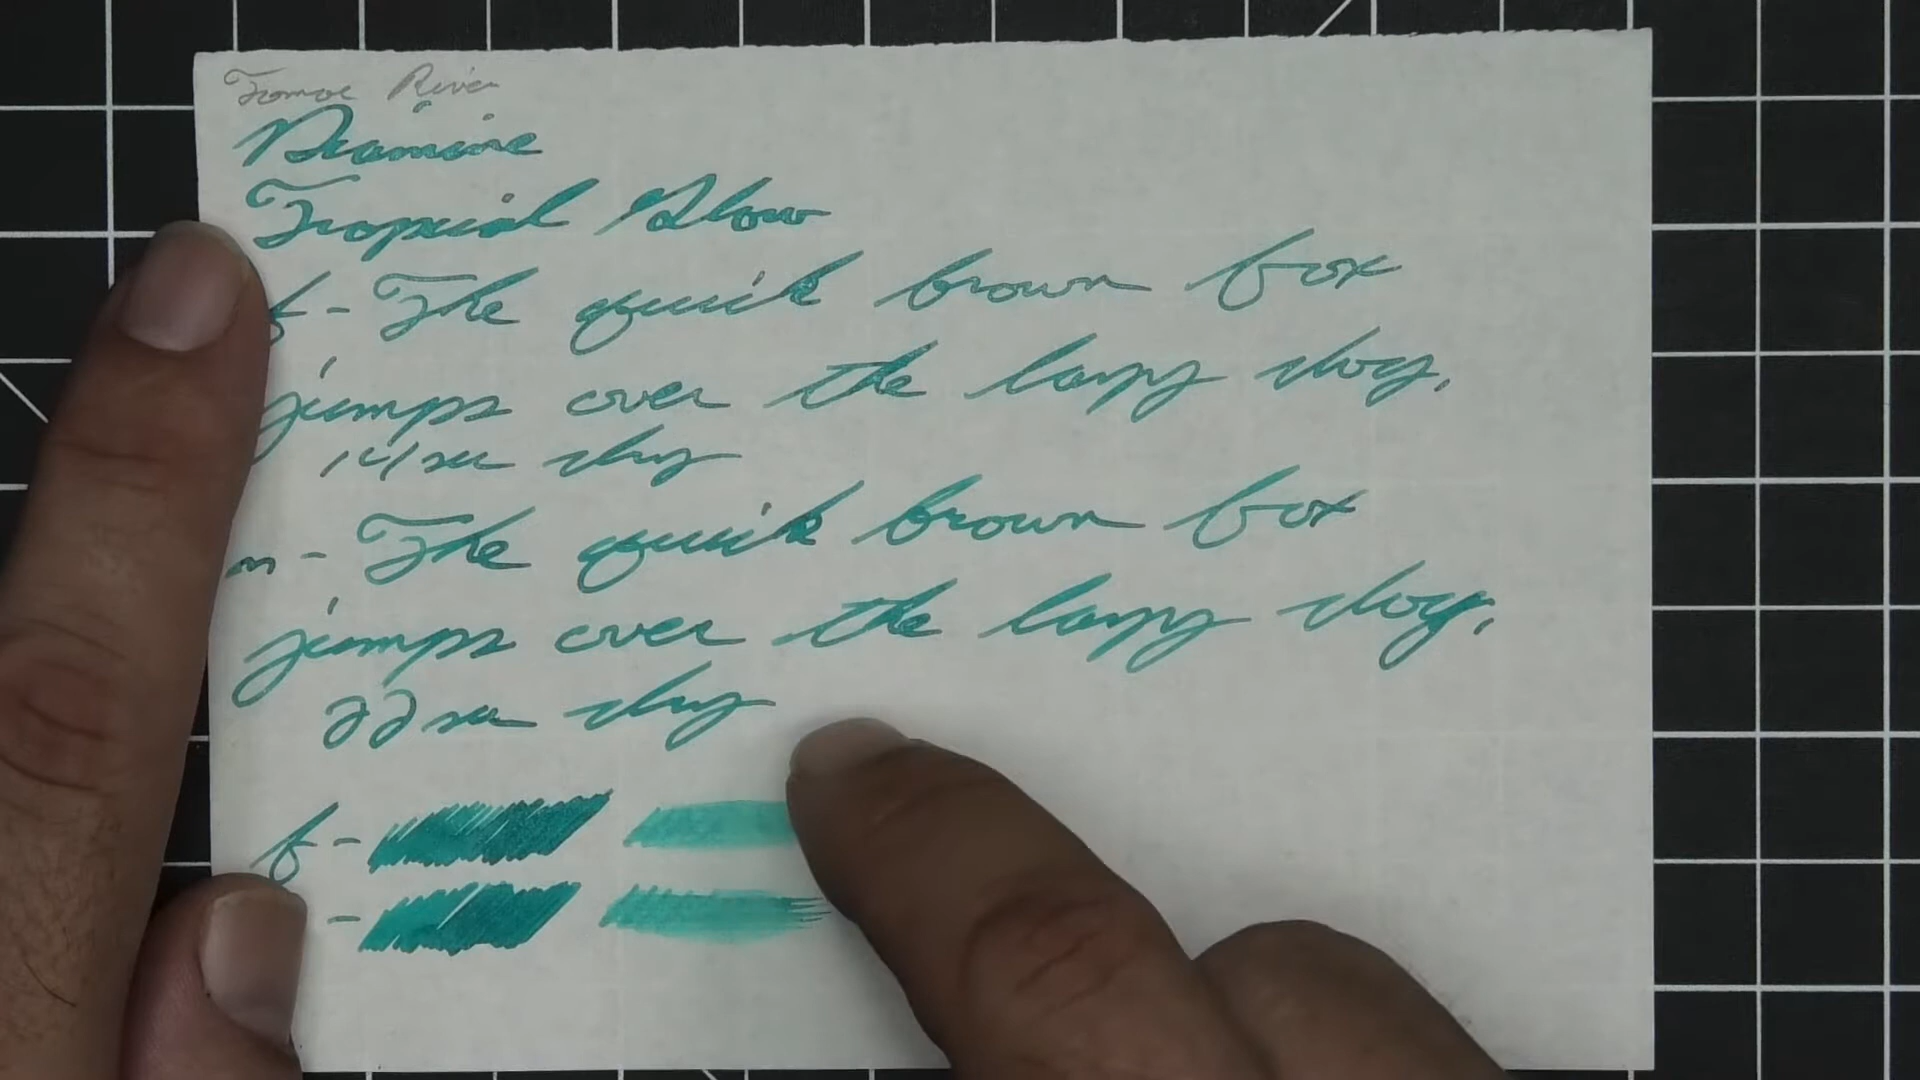 Tomoe River
Diamine
Tropical Glow
f - The quick brown fox
jumps over the lazy dog.
14 sec dry
m - The quick brown fox
jumps over the lazy dog.
22 sec dry
f -
-